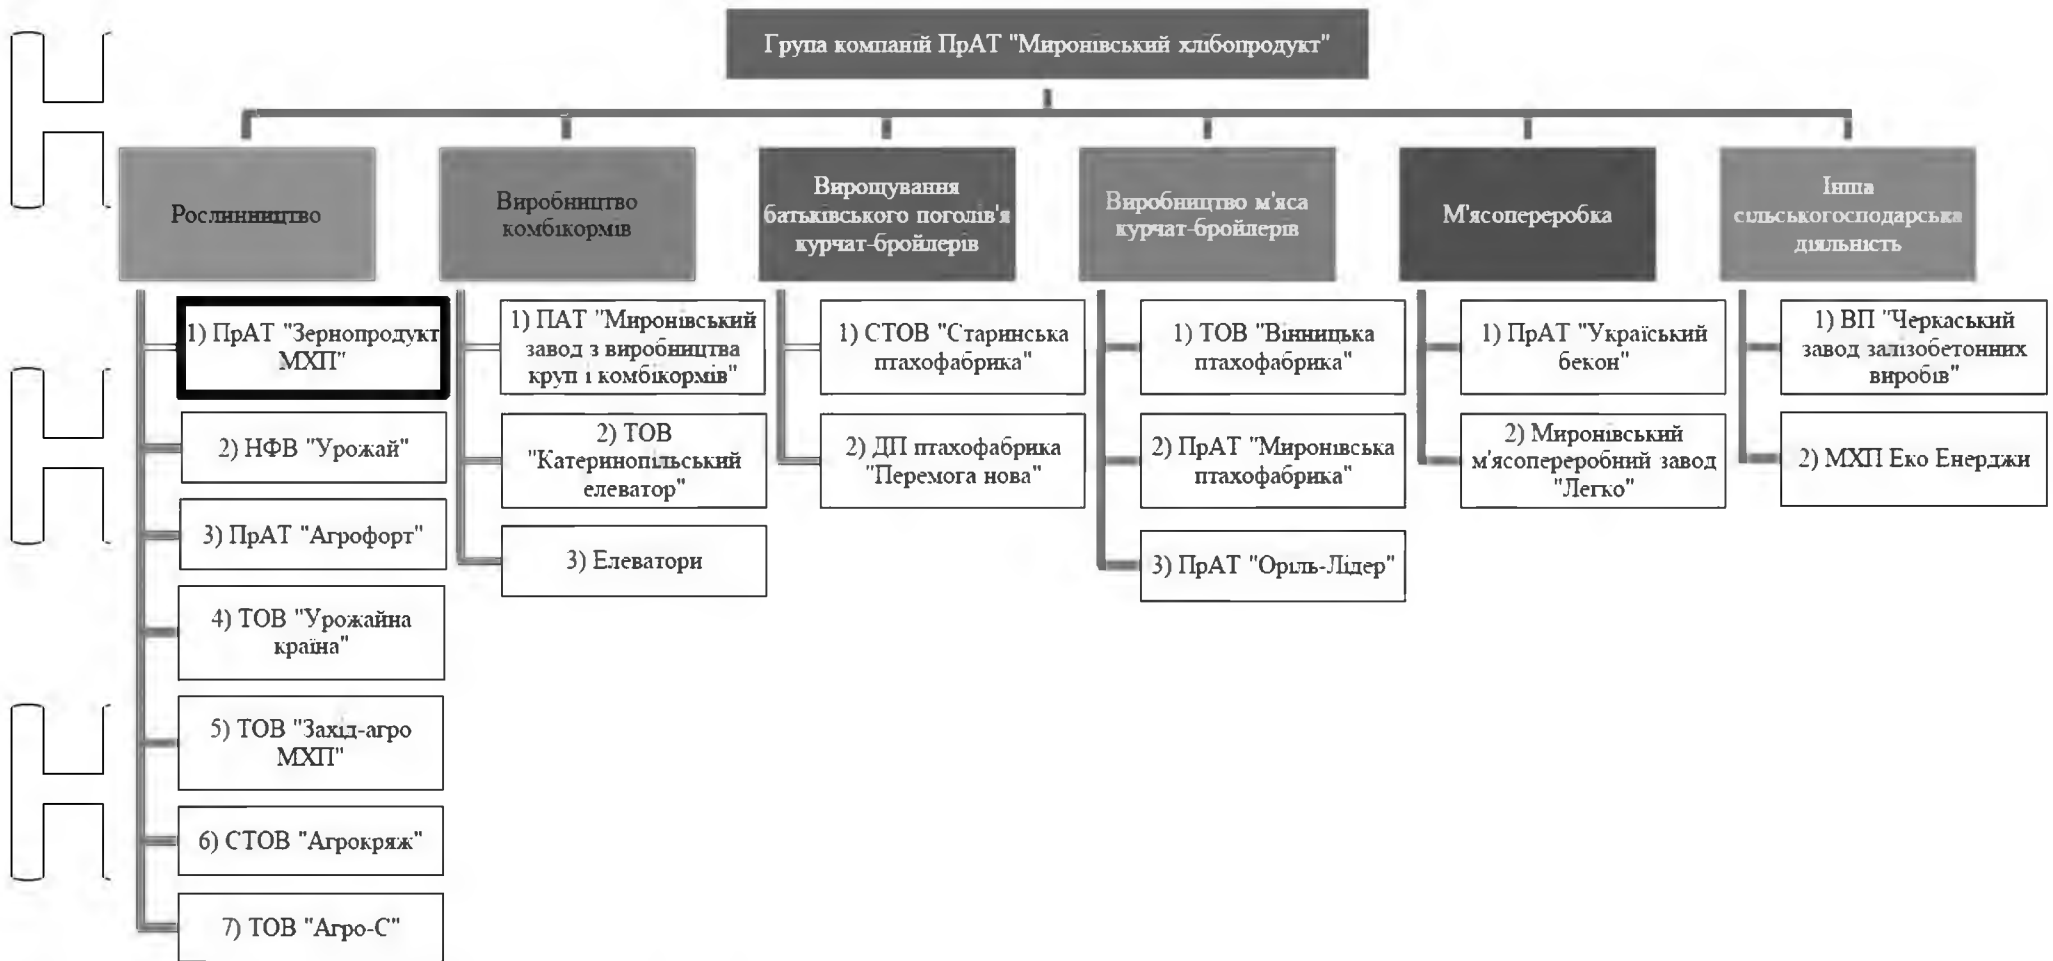 Група компаній ПрАТ "Миронівський хлібопродукт"
Рослинництво
1) ПрАТ "Зернопродукт
МХП"
2) НФВ "Урожай"
3) ПрАТ "Агрофорт"
4) ТОВ "Урожайна
країна"
5) ТОВ "Захід-агро
МХП"
6) СТОВ "Агрокряж"
7) ТОВ "Агро-С"
Виробництво
комбікормів
1) ПАТ "Миронівський
завод з виробництва
круп і комбікормів"
2) ТОВ
"Катеринопільський
елеватор"
3) Елеватори
Вирощування
батьківського поголів'я
курчат-бройлерів
1) СТОВ "Старинська
птахофабрика"
2) ДП птахофабрика
"Перемога нова"
Виробництво м'яса
курчат-бройлерів
1) ТОВ "Вінницька
птахофабрика"
2) ПрАТ "Миронівська
птахофабрика"
3) ПрАТ "Оріль-Лідер"
М'ясопереробка
1) ПрАТ "Україський
бекон"
2) Миронівський
м'ясопереробний завод
"Легко"
Інша
сільськогосподарська
діяльність
1) ВП "Черкаський
завод залізобетонних
виробів"
2) МХП Еко Енерджи